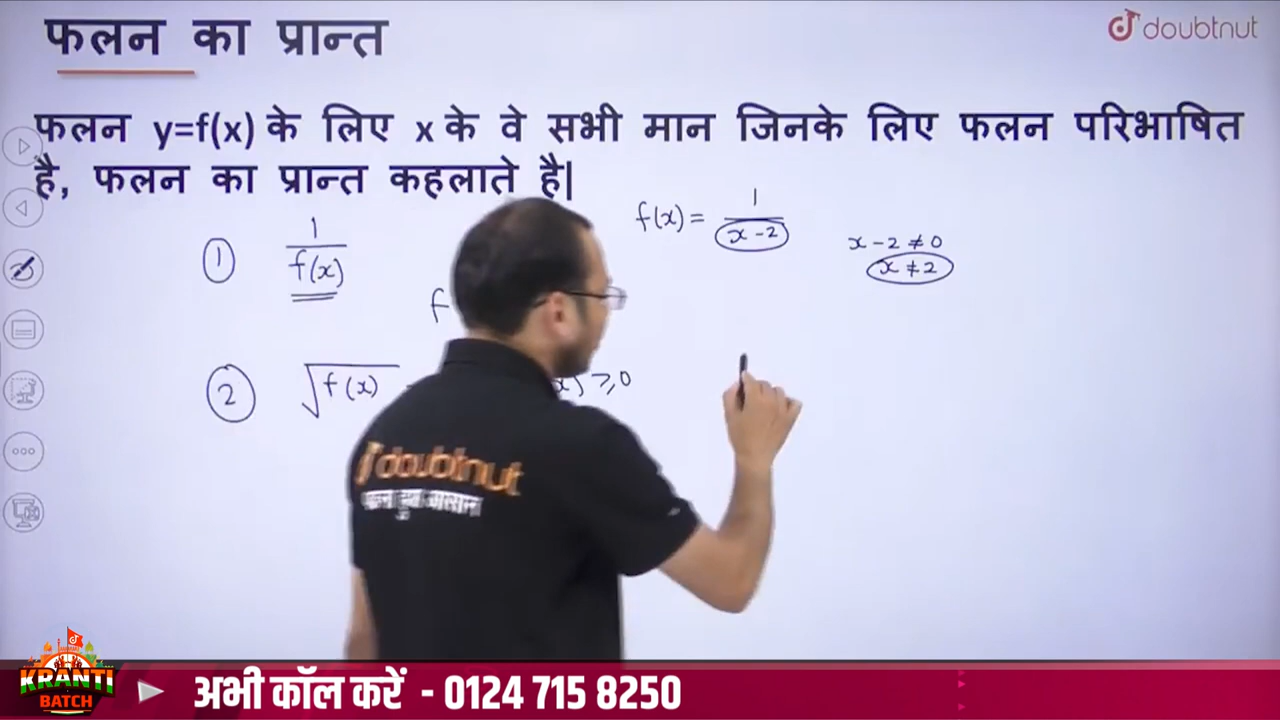 फलन का प्रान्त
doubtnut
फलन y=f(x) के लिए x के वे सभी मान जिनके लिए फलन परिभाषित
है, फलन का प्रान्त कहलाते है|
① 1/f(x)
f
f(x) = 1/(x-2)
x-2≠0
x≠2
② √f(x)
x) ≥0
doubtnut
KRANTI
BATCH
अभी कॉल करें - 0124 715 8250